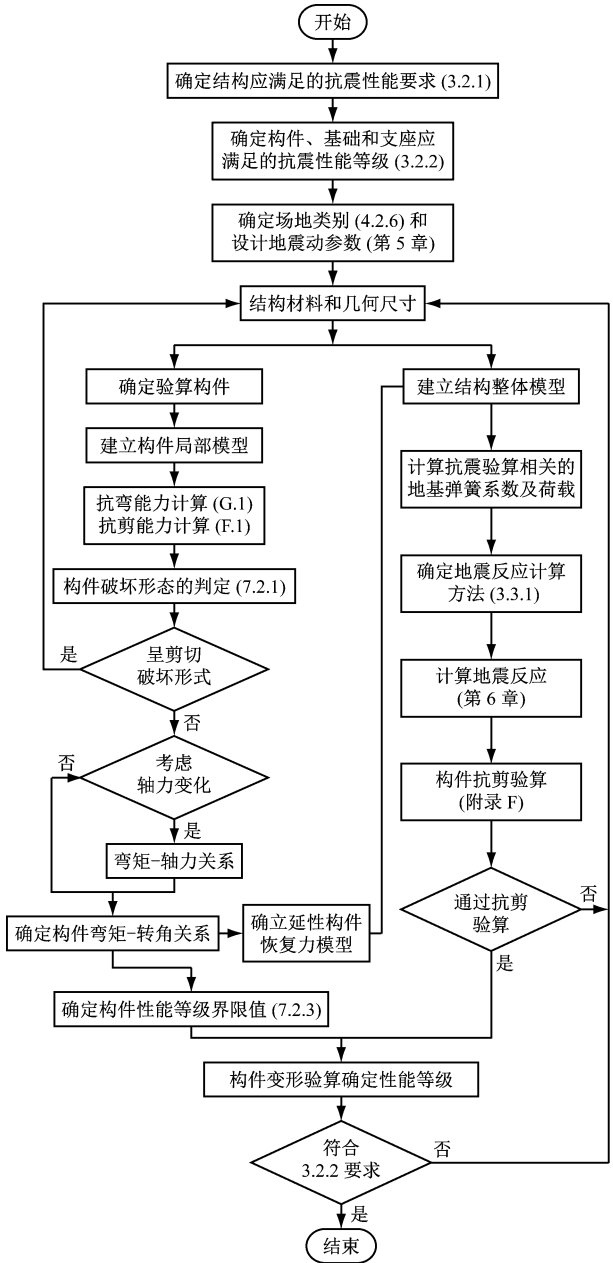 开始
确定结构应满足的抗震性能要求 (3.2.1)
确定构件、基础和支座应
满足的抗震性能等级 (3.2.2)
确定场地类别 (4.2.6) 和
设计地震动参数 (第 5 章)
结构材料和几何尺寸
确定验算构件
建立构件局部模型
抗弯能力计算 (G.1)
抗剪能力计算 (F.1)
构件破坏形态的判定 (7.2.1)
是
呈剪切
破坏形式
否
否
考虑
轴力变化
是
弯矩-轴力关系
确定构件弯矩-转角关系
确立延性构件
恢复力模型
确定构件性能等级界限值 (7.2.3)
建立结构整体模型
计算抗震验算相关的
地基弹簧系数及荷载
确定地震反应计算
方法 (3.3.1)
计算地震反应
(第 6 章)
构件抗剪验算
(附录 F)
通过抗剪
验算
否
是
构件变形验算确定性能等级
符合
3.2.2 要求
否
是
结束